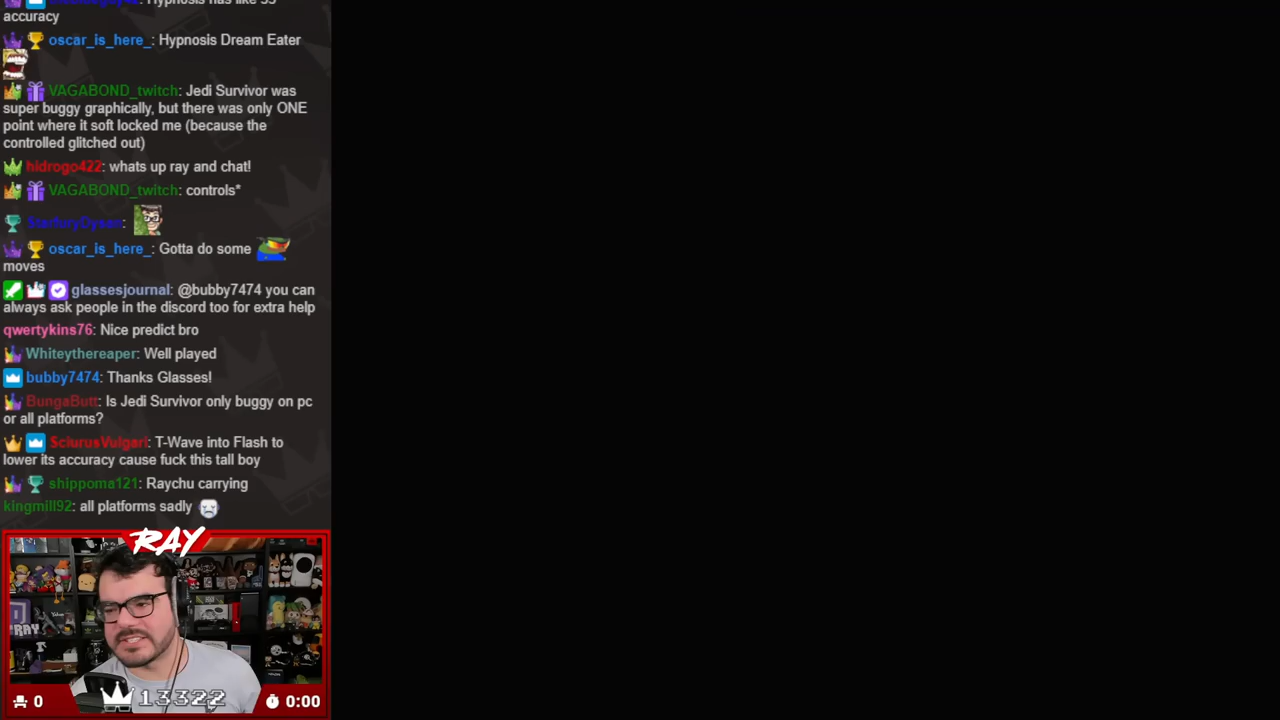 : Hypnosis has like
accuracy
oscar_is_here_: Hypnosis Dream Eater
VAGABOND_twitch: Jedi Survivor was
super buggy graphically, but there was only ONE
point where it soft locked me (because the
controlled glitched out)
hidrogo422: whats up ray and chat!
VAGABOND_twitch: controls*
StarfuryDysan:
oscar_is_here_: Gotta do some
moves
glassesjournal: @bubby7474 you can
always ask people in the discord too for extra help
qwertykins76: Nice predict bro
Whiteythereaper: Well played
bubby7474: Thanks Glasses!
BungaButt: Is Jedi Survivor only buggy on pc
or all platforms?
SciurusVulgari: T-Wave into Flash to
lower its accuracy cause fuck this tall boy
shippoma121: Raychu carrying
kingmill92: all platforms sadly
RAY
RAY
0
13322
0:00